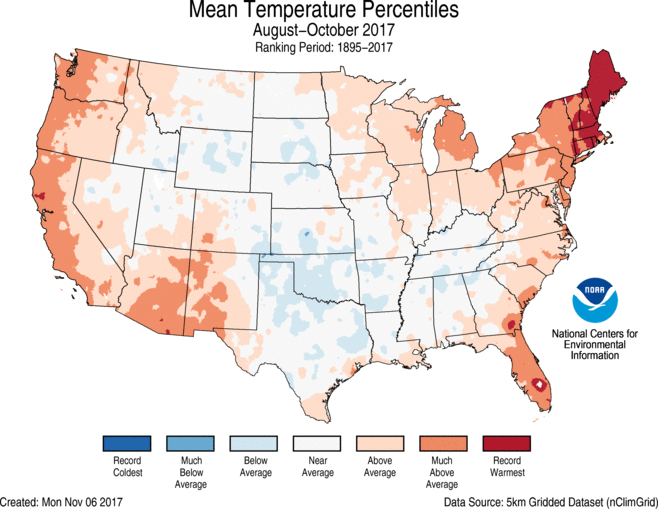 Mean Temperature Percentiles
August–October 2017
Ranking Period: 1895–2017
NOAA
National Centers for
Environmental
Information
Record
Coldest
Much
Below
Average
Below
Average
Near
Average
Above
Average
Much
Above
Average
Record
Warmest
Created: Mon Nov 06 2017
Data Source: 5km Gridded Dataset (nClimGrid)